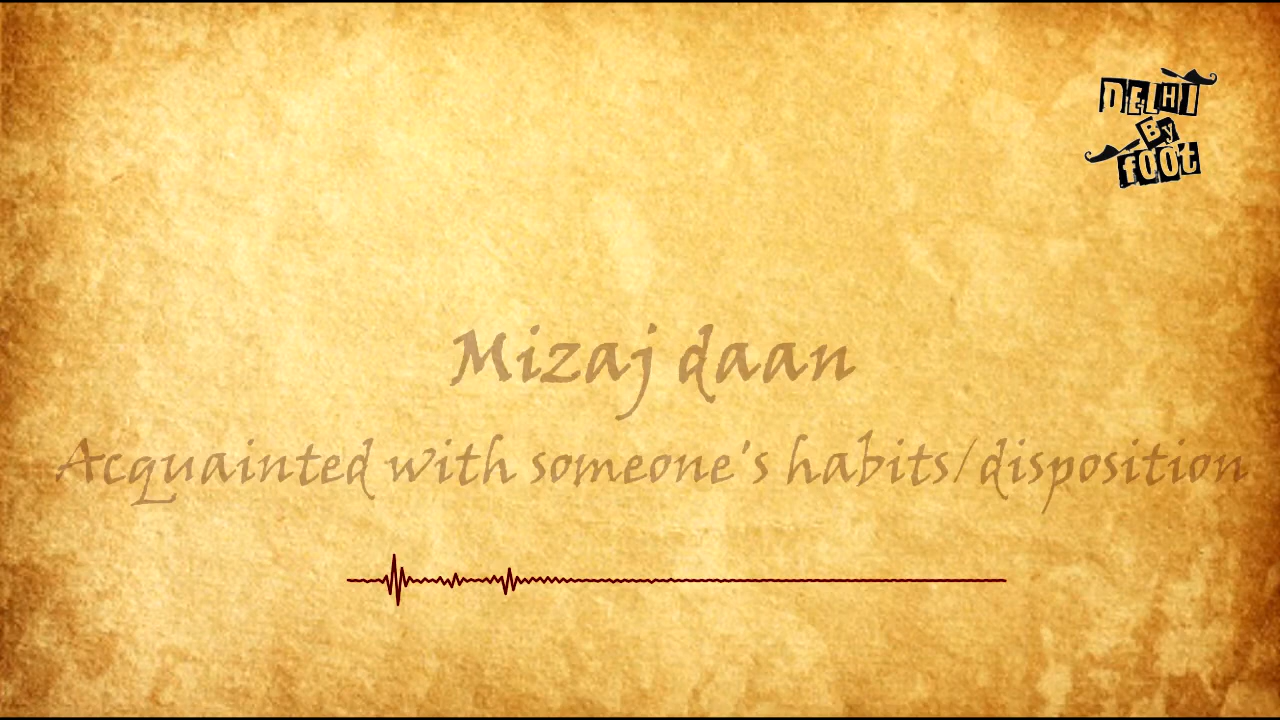 DELHI
By
foot
Mizaj daan
Acquainted with someone's habits/disposition